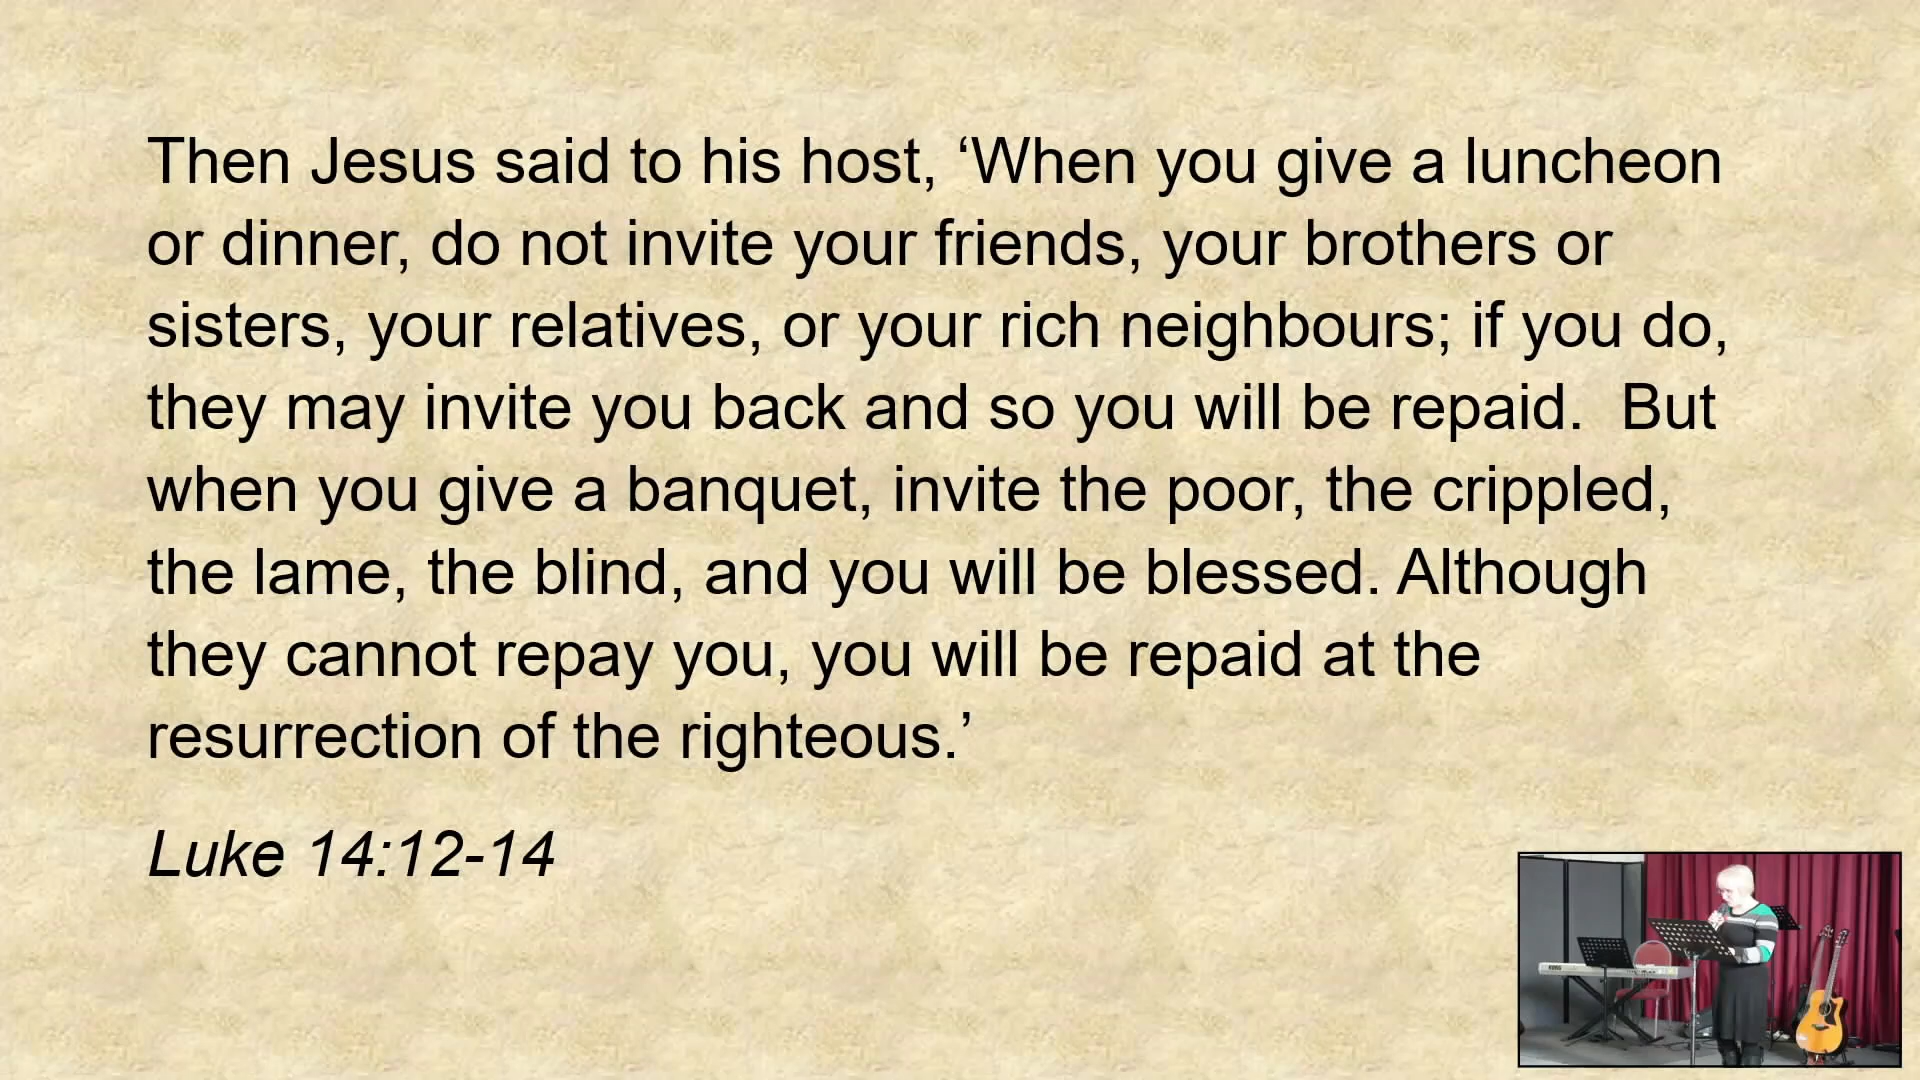 Then Jesus said to his host, ‘When you give a luncheon
or dinner, do not invite your friends, your brothers or
sisters, your relatives, or your rich neighbours; if you do,
they may invite you back and so you will be repaid.  But
when you give a banquet, invite the poor, the crippled,
the lame, the blind, and you will be blessed. Although
they cannot repay you, you will be repaid at the
resurrection of the righteous.’
Luke 14:12-14
KORG